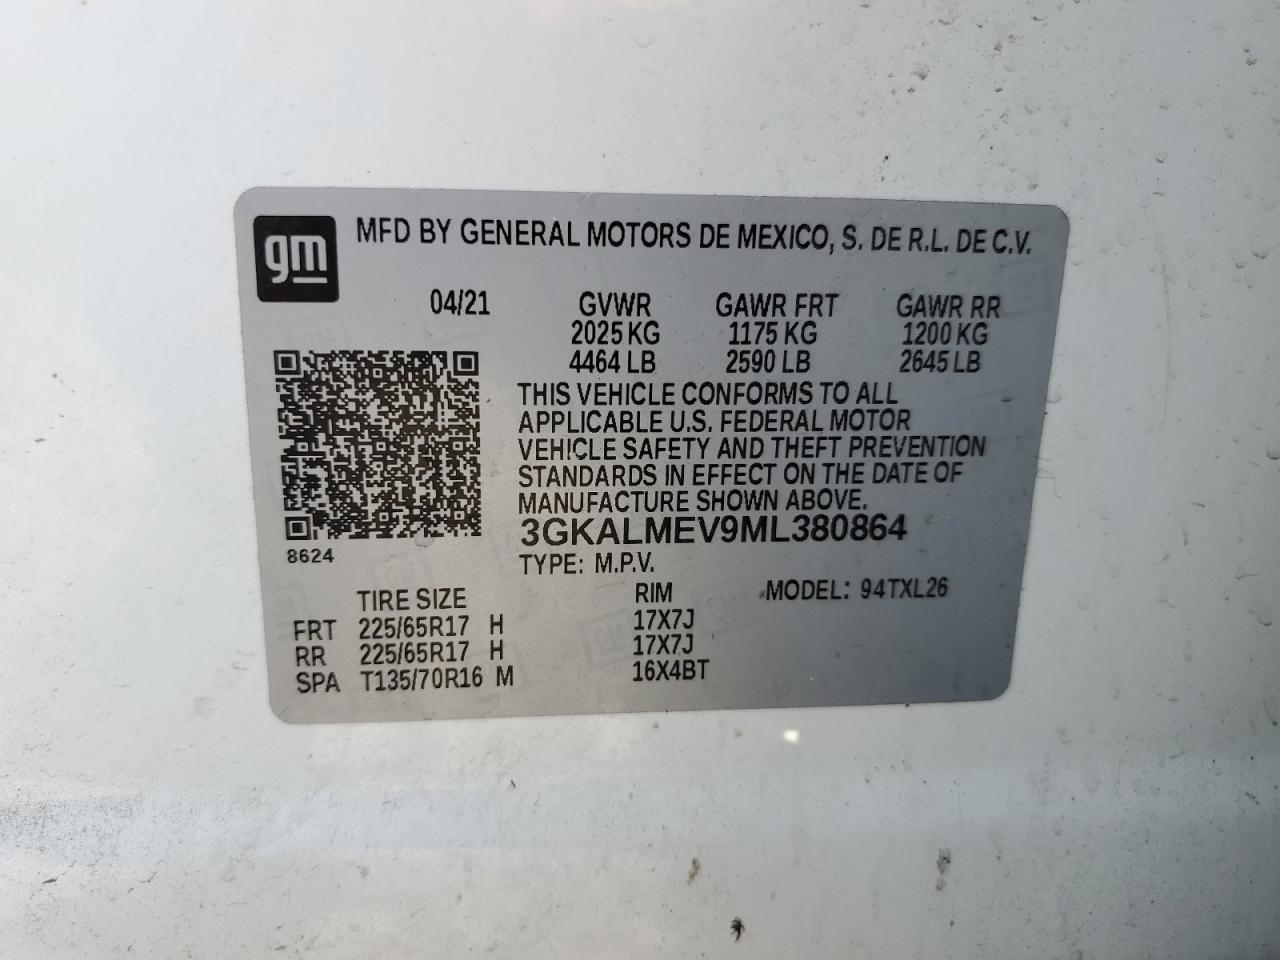 gm
MFD BY GENERAL MOTORS DE MEXICO, S. DE R.L. DE C.V.
04/21 GVWR GAWR FRT GAWR RR
2025 KG 1175 KG 1200 KG
4464 LB 2590 LB 2645 LB
THIS VEHICLE CONFORMS TO ALL
APPLICABLE U.S. FEDERAL MOTOR
VEHICLE SAFETY AND THEFT PREVENTION
STANDARDS IN EFFECT ON THE DATE OF
MANUFACTURE SHOWN ABOVE.
3GKALMEV9ML380864
8624
TYPE: M.P.V.
TIRE SIZE RIM MODEL: 94TXL26
FRT 225/65R17 H 17X7J
RR 225/65R17 H 17X7J
SPA T135/70R16 M 16X4BT